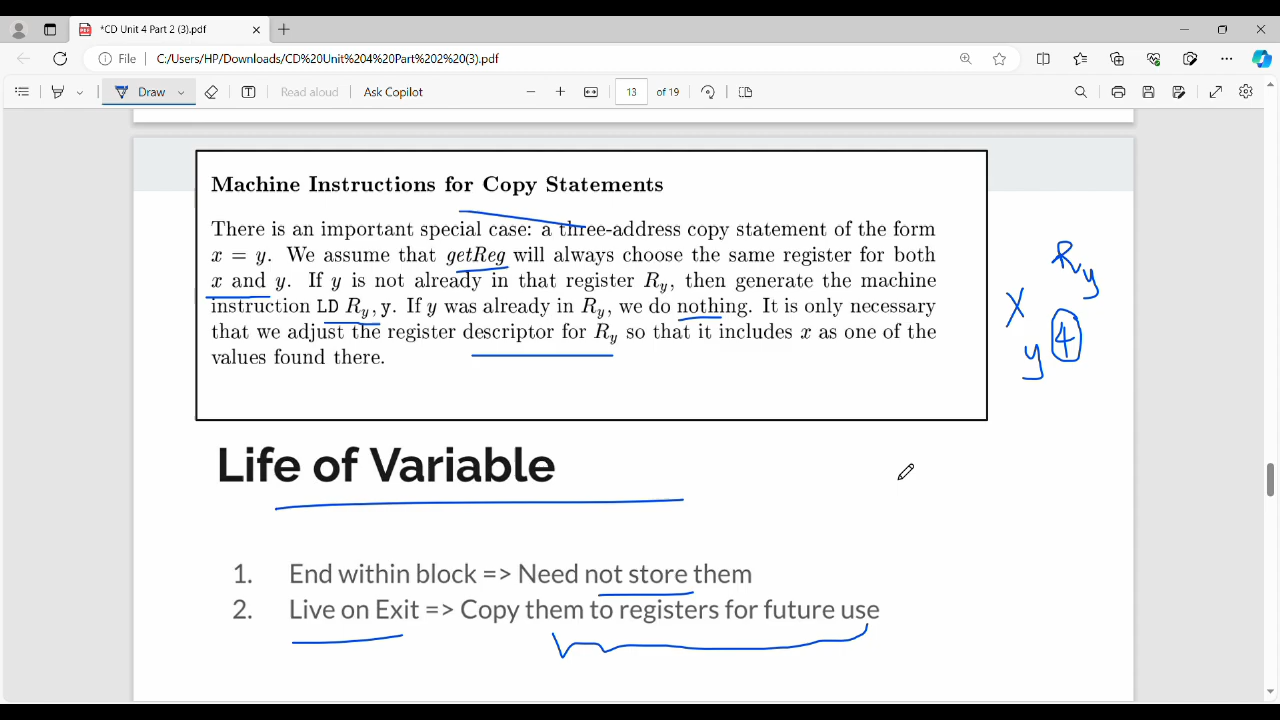 *CD Unit 4 Part 2 (3).pdf
File
C:/Users/HP/Downloads/CD%20Unit%204%20Part%202%20(3).pdf
Draw
Read aloud
Ask Copilot
13 of 19
Machine Instructions for Copy Statements
There is an important special case: a three-address copy statement of the form
x = y. We assume that getReg will always choose the same register for both
x and y. If y is not already in that register Ry, then generate the machine
instruction LD Ry, y. If y was already in Ry, we do nothing. It is only necessary
that we adjust the register descriptor for Ry so that it includes x as one of the
values found there.
Ry
x
y 4
Life of Variable
1. End within block => Need not store them
2. Live on Exit => Copy them to registers for future use